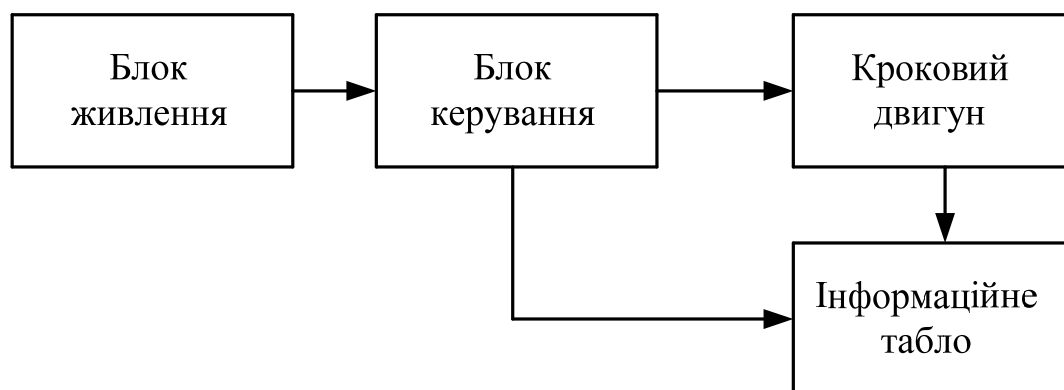 Блок
живлення
Блок
керування
Кроковий
двигун
Інформаційне
табло